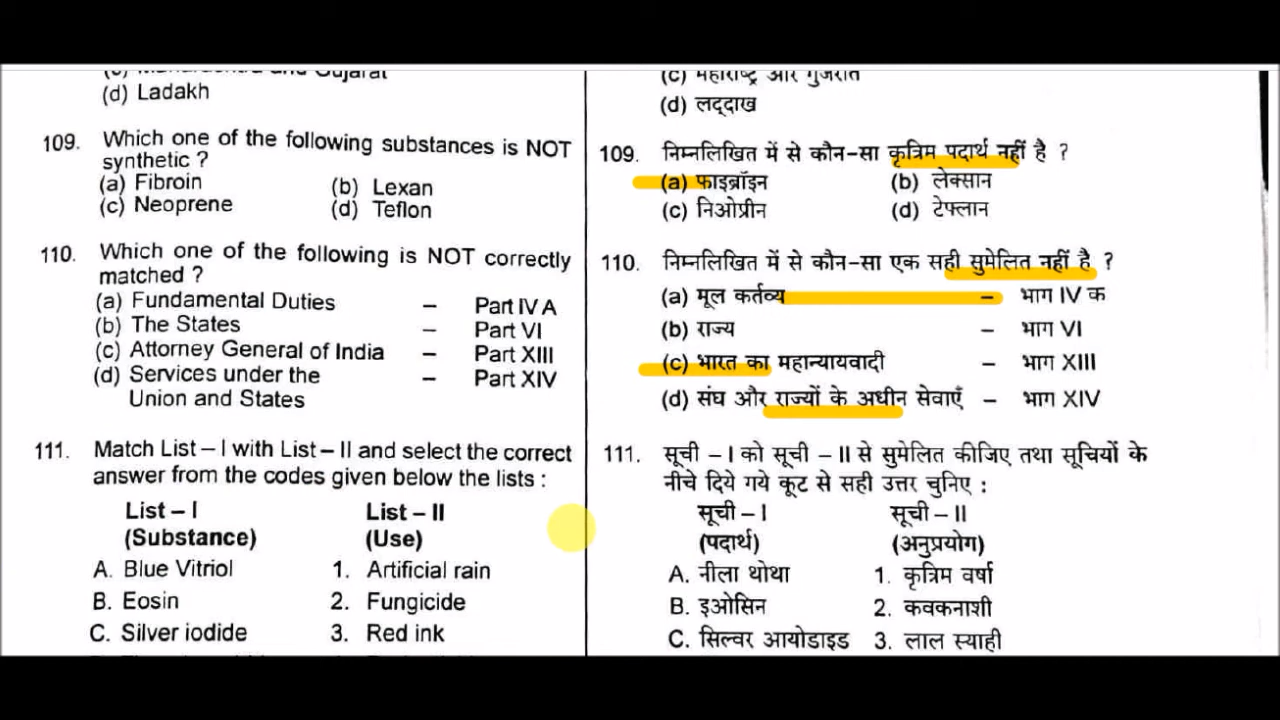 and Gujarat
(d) Ladakh
109. Which one of the following substances is NOT
synthetic ?
(a) Fibroin (b) Lexan
(c) Neoprene (d) Teflon
110. Which one of the following is NOT correctly
matched ?
(a) Fundamental Duties – Part IV A
(b) The States – Part VI
(c) Attorney General of India – Part XIII
(d) Services under the – Part XIV
Union and States
111. Match List – I with List – II and select the correct
answer from the codes given below the lists :
List – I List – II
(Substance) (Use)
A. Blue Vitriol 1. Artificial rain
B. Eosin 2. Fungicide
C. Silver iodide 3. Red ink
(c) महाराष्ट्र और गुजरात
(d) लद्दाख
109. निम्नलिखित में से कौन-सा कृत्रिम पदार्थ नहीं है ?
(a) फाइब्रॉइन (b) लेक्सान
(c) निओप्रीन (d) टेफ्लान
110. निम्नलिखित में से कौन-सा एक सही सुमेलित नहीं है ?
(a) मूल कर्तव्य – भाग IV क
(b) राज्य – भाग VI
(c) भारत का महान्यायवादी – भाग XIII
(d) संघ और राज्यों के अधीन सेवाएँ – भाग XIV
111. सूची – I को सूची – II से सुमेलित कीजिए तथा सूचियों के
नीचे दिये गये कूट से सही उत्तर चुनिए :
सूची – I सूची – II
(पदार्थ) (अनुप्रयोग)
A. नीला थोथा 1. कृत्रिम वर्षा
B. इओसिन 2. कवकनाशी
C. सिल्वर आयोडाइड 3. लाल स्याही